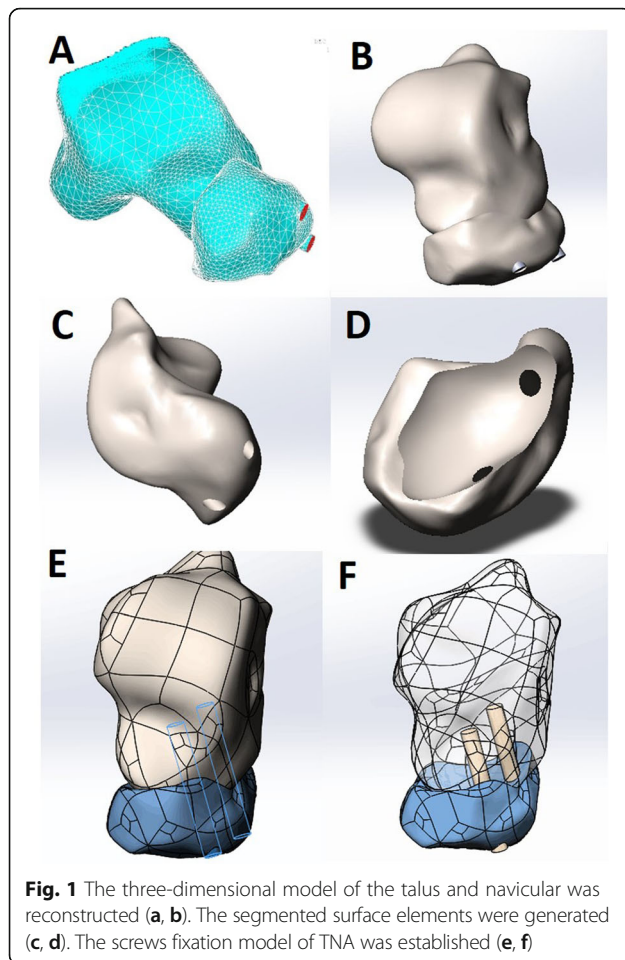 A
B
C
D
E
F
Fig. 1 The three-dimensional model of the talus and navicular was
reconstructed (a, b). The segmented surface elements were generated
(c, d). The screws fixation model of TNA was established (e, f)